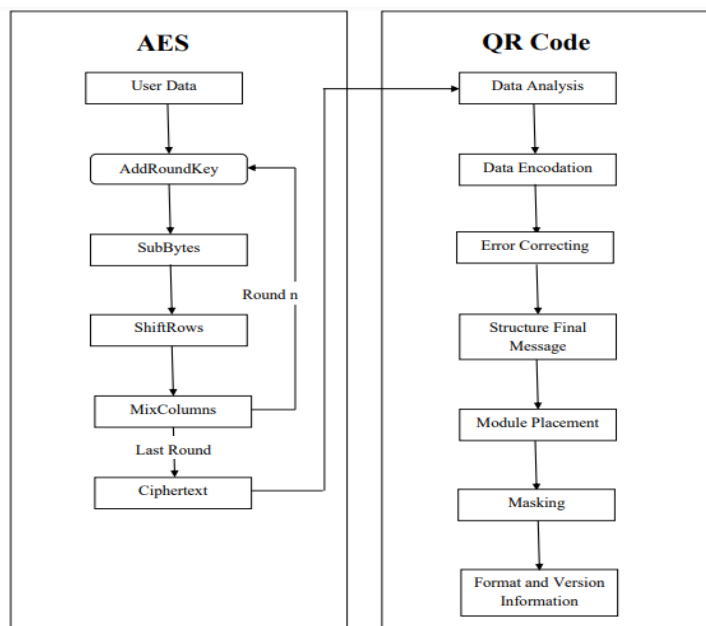 AES
User Data
AddRoundKey
SubBytes
Round n
ShiftRows
MixColumns
Last Round
Ciphertext
QR Code
Data Analysis
Data Encodation
Error Correcting
Structure Final
Message
Module Placement
Masking
Format and Version
Information